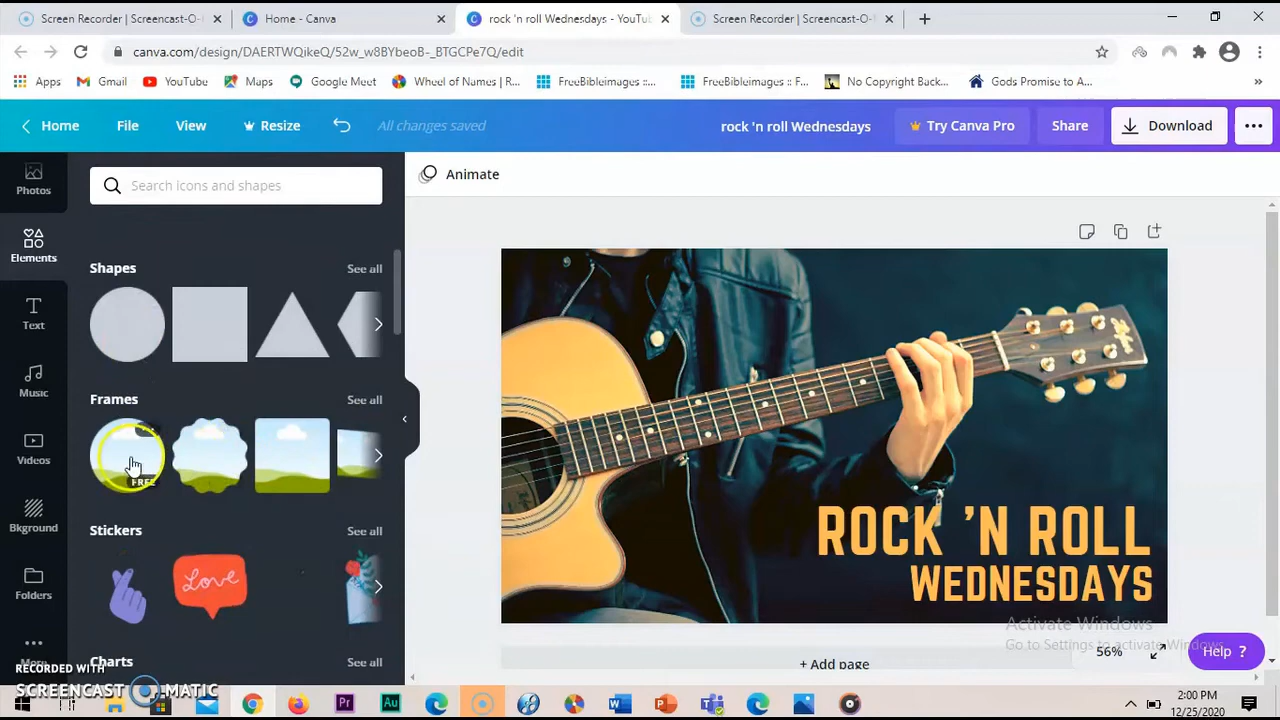 Screen Recorder | Screencast-O-
Home - Canva
rock 'n roll Wednesdays - YouTu
Screen Recorder | Screencast-O-
canva.com/design/DAERTWQikeQ/52w_w8BYbeoB-_BTGCPe7Q/edit
Apps
Gmail
YouTube
Maps
Google Meet
Wheel of Names | R...
FreeBibleimages ::...
FreeBibleimages :: F...
No Copyright Back...
Gods Promise to A...
Home
File
View
Resize
All changes saved
rock 'n roll Wednesdays
Try Canva Pro
Share
Download
Photos
Elements
Text
Music
Videos
Bkground
Folders
Search icons and shapes
Shapes
See all
Frames
See all
FREE
Stickers
See all
Love
Charts
See all
Animate
ROCK 'N ROLL
WEDNESDAYS
Activate Windows
Go to Settings to activate Windows.
+ Add page
56%
Help ?
RECORDED WITH
SCREENCAST MATIC
2:00 PM
12/25/2020